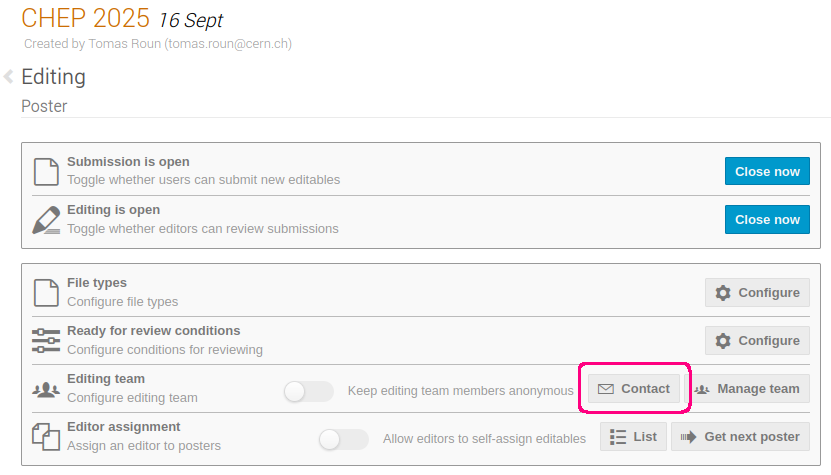 CHEP 2025 16 Sept
Created by Tomas Roun (tomas.roun@cern.ch)
Editing
Poster
Submission is open
Toggle whether users can submit new editables
Close now
Editing is open
Toggle whether editors can review submissions
Close now
File types
Configure file types
Configure
Ready for review conditions
Configure conditions for reviewing
Configure
Editing team
Configure editing team
Keep editing team members anonymous
Contact
Manage team
Editor assignment
Assign an editor to posters
Allow editors to self-assign editables
List
Get next poster